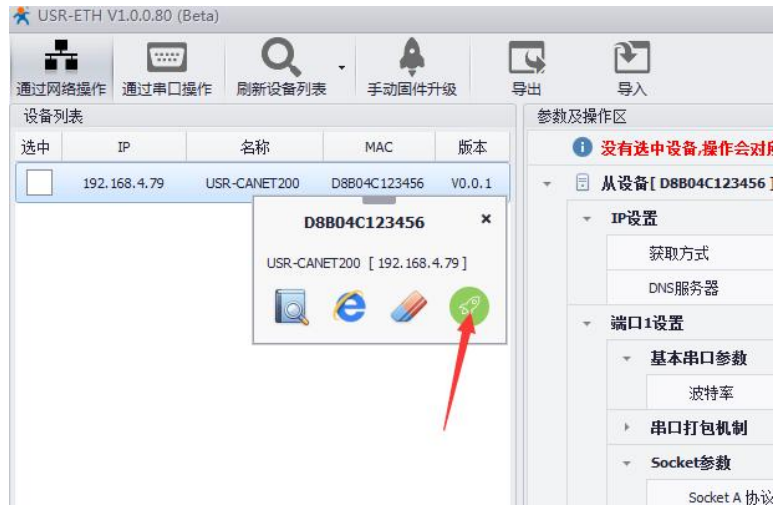 USR-ETH V1.0.0.80 (Beta)
通过网络操作 通过串口操作 刷新设备列表 手动固件升级 导出 导入
设备列表
选中 IP 名称 MAC 版本
192.168.4.79 USR-CANET200 D8B04C123456 V0.0.1
D8B04C123456 ×
USR-CANET200 [ 192.168.4.79 ]
参数及操作区
没有选中设备,操作会对
从设备[ D8B04C123456 ]
IP设置
获取方式
DNS服务器
端口1设置
基本串口参数
波特率
串口打包机制
Socket参数
Socket A 协议